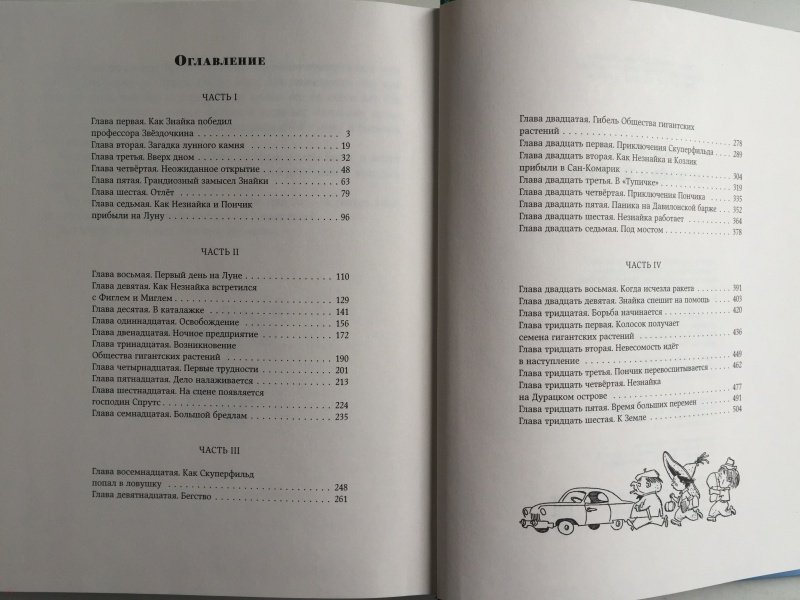 Оглавление
ЧАСТЬ I
Глава первая. Как Знайка победил
профессора Звёздочкина . . . . . . . . . . . . . . . . . . . . 3
Глава вторая. Загадка лунного камня . . . . . . . . . . . . 19
Глава третья. Вверх дном . . . . . . . . . . . . . . . . . . . 32
Глава четвёртая. Неожиданное открытие . . . . . . . . . . 48
Глава пятая. Грандиозный замысел Знайки . . . . . . . . . 63
Глава шестая. Отлёт . . . . . . . . . . . . . . . . . . . . . . 79
Глава седьмая. Как Незнайка и Пончик
прибыли на Луну . . . . . . . . . . . . . . . . . . . . . . . . 96
ЧАСТЬ II
Глава восьмая. Первый день на Луне . . . . . . . . . . . . 110
Глава девятая. Как Незнайка встретился
с Фиглем и Миглем . . . . . . . . . . . . . . . . . . . . . . . 129
Глава десятая. В каталажке . . . . . . . . . . . . . . . . . . 141
Глава одиннадцатая. Освобождение . . . . . . . . . . . . . 156
Глава двенадцатая. Ночное предприятие . . . . . . . . . . 172
Глава тринадцатая. Возникновение
Общества гигантских растений . . . . . . . . . . . . . . . . 190
Глава четырнадцатая. Первые трудности . . . . . . . . . . 201
Глава пятнадцатая. Дело налаживается . . . . . . . . . . . 213
Глава шестнадцатая. На сцене появляется
господин Спрутс . . . . . . . . . . . . . . . . . . . . . . . . . 224
Глава семнадцатая. Большой бредлам . . . . . . . . . . . . 235
ЧАСТЬ III
Глава восемнадцатая. Как Скуперфильд
попал в ловушку . . . . . . . . . . . . . . . . . . . . . . . . 248
Глава девятнадцатая. Бегство . . . . . . . . . . . . . . . . . 261
Глава двадцатая. Гибель Общества гигантских
растений . . . . . . . . . . . . . . . . . . . . . . . . . . . . . 278
Глава двадцать первая. Приключения Скуперфильда . . . 289
Глава двадцать вторая. Как Незнайка и Козлик
прибыли в Сан-Комарик . . . . . . . . . . . . . . . . . . . . 304
Глава двадцать третья. В «Тупичке» . . . . . . . . . . . . . 319
Глава двадцать четвёртая. Приключения Пончика . . . . 335
Глава двадцать пятая. Паника на Давилонской бирже . . 352
Глава двадцать шестая. Незнайка работает . . . . . . . . . 364
Глава двадцать седьмая. Под мостом . . . . . . . . . . . . . 378
ЧАСТЬ IV
Глава двадцать восьмая. Когда исчезла ракета . . . . . . . 391
Глава двадцать девятая. Знайка спешит на помощь . . . . 403
Глава тридцатая. Борьба начинается . . . . . . . . . . . . . 420
Глава тридцать первая. Колосок получает
семена гигантских растений . . . . . . . . . . . . . . . . . . 436
Глава тридцать вторая. Невесомость идёт
в наступление . . . . . . . . . . . . . . . . . . . . . . . . . . 449
Глава тридцать третья. Пончик перевоспитывается . . . . 462
Глава тридцать четвёртая. Незнайка
на Дурацком острове . . . . . . . . . . . . . . . . . . . . . . 477
Глава тридцать пятая. Время больших перемен . . . . . . 491
Глава тридцать шестая. К Земле . . . . . . . . . . . . . . . 504